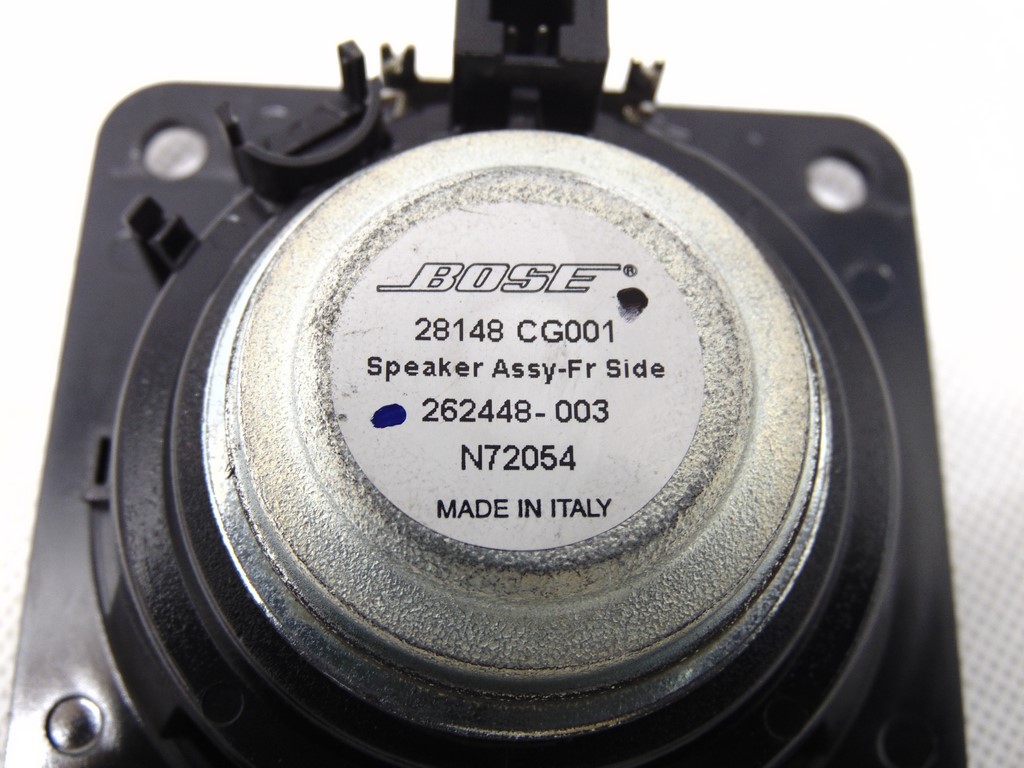 BOSE®
28148 CG001
Speaker Assy-Fr Side
262448-003
N72054
MADE IN ITALY